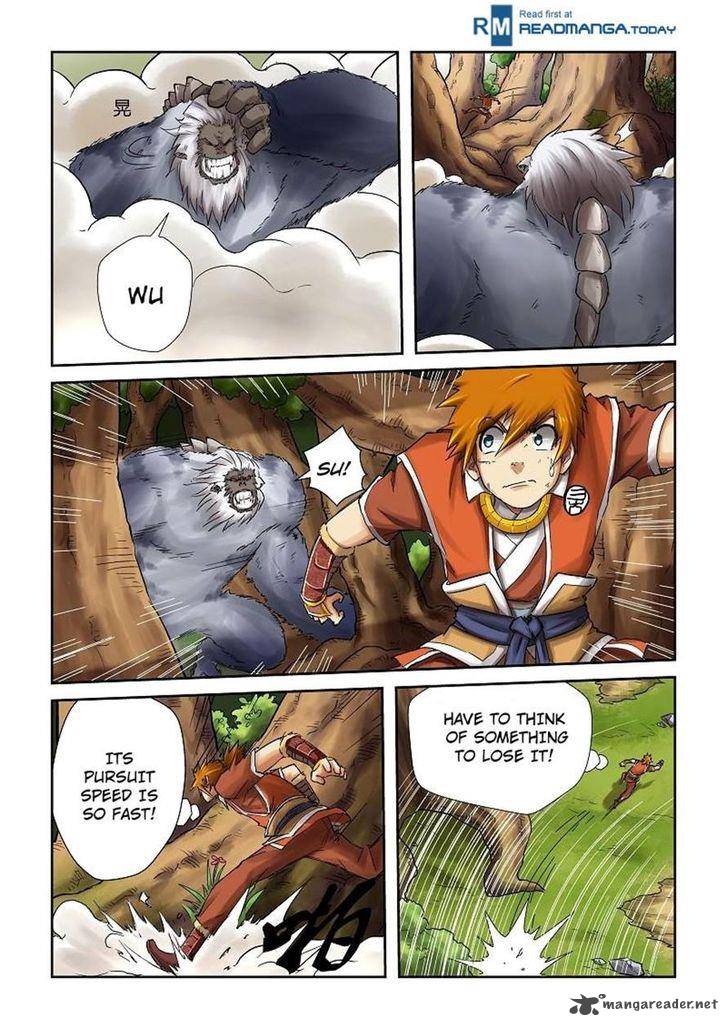 Read first at
RM READMANGA.TODAY
晃
WU
SU!
ITS
PURSUIT
SPEED IS
SO FAST!
HAVE TO THINK
OF SOMETHING
TO LOSE IT!
啪
mangareader.net